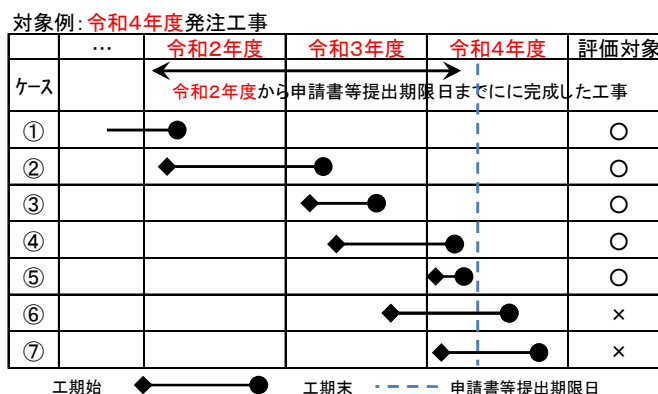 対象例：令和４年度発注工事
… 令和２年度 令和３年度 令和４年度 評価対象
ケース 令和２年度から申請書等提出期限日までにに完成した工事
① ○
② ○
③ ○
④ ○
⑤ ○
⑥ ×
⑦ ×
工期始 工期末 申請書等提出期限日